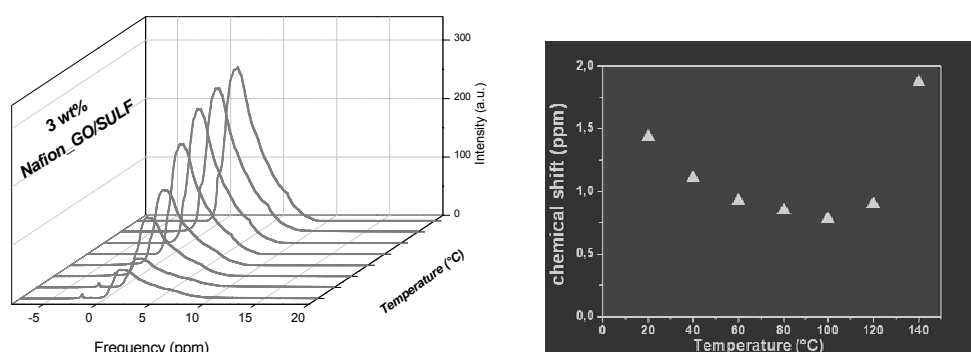 3 wt%
Nafion_GO/SULF
300
200
100
0
Intensity (a.u.)
Temperature (°C)
-5 0 5 10 15 20
Frequency (ppm)
2,0
1,5
1,0
0,5
0,0
chemical shift (ppm)
0 20 40 60 80 100 120 140
Temperature (°C)